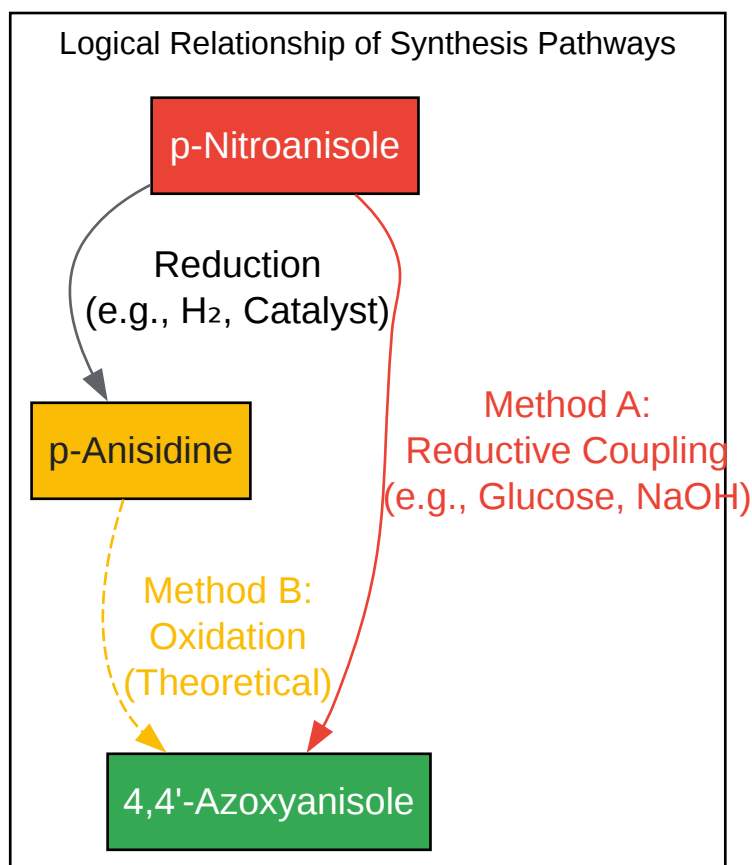 Logical Relationship of Synthesis Pathways
p-Nitroanisole
Reduction
(e.g., H₂, Catalyst)
Method A:
Reductive Coupling
(e.g., Glucose, NaOH)
p-Anisidine
Method B:
Oxidation
(Theoretical)
4,4'-Azoxyanisole